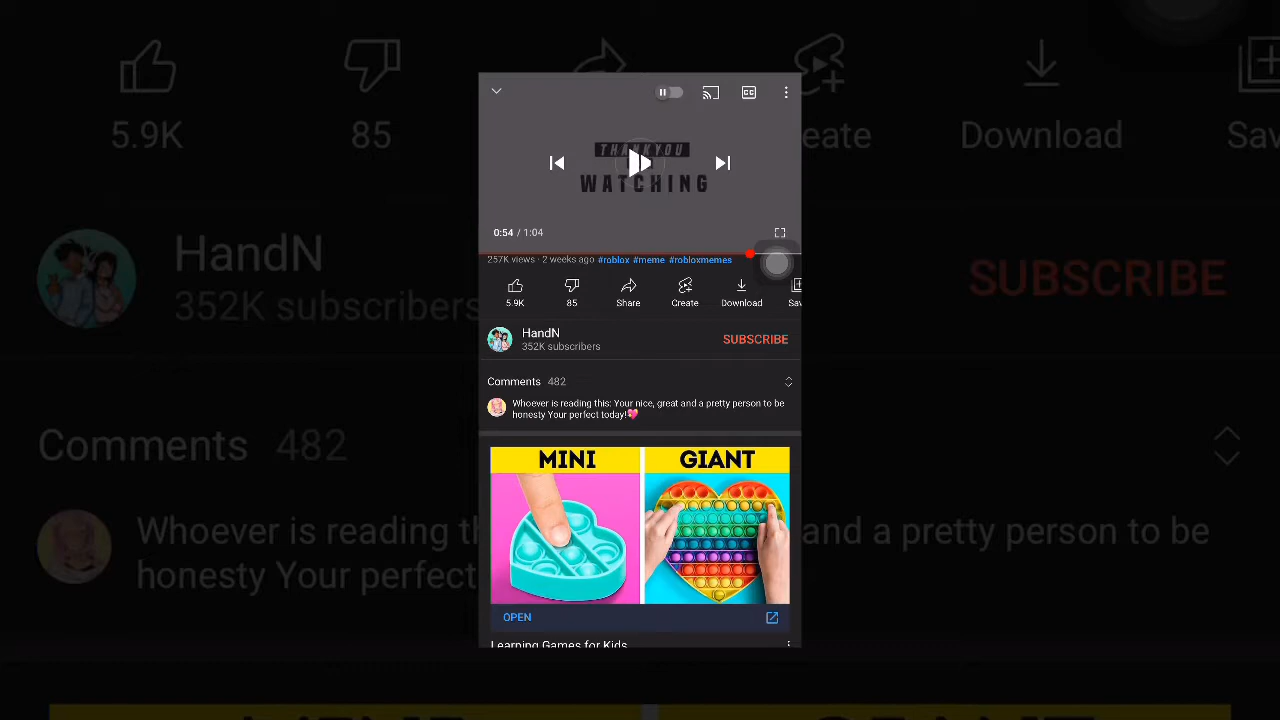 THANKYOU
WATCHING
0:54 / 1:04
257K views · 2 weeks ago #roblox #meme #robloxmemes
5.9K 85 Share Create Download Sav
HandN
352K subscribers
SUBSCRIBE
Comments 482
Whoever is reading this: Your nice, great and a pretty person to be
honesty Your perfect today!💖
MINI GIANT
OPEN
Learning Games for Kids
5.9K 85 eate Download Sav
HandN
352K subscribers
SUBSCRIBE
Comments 482
Whoever is reading th and a pretty person to be
honesty Your perfect